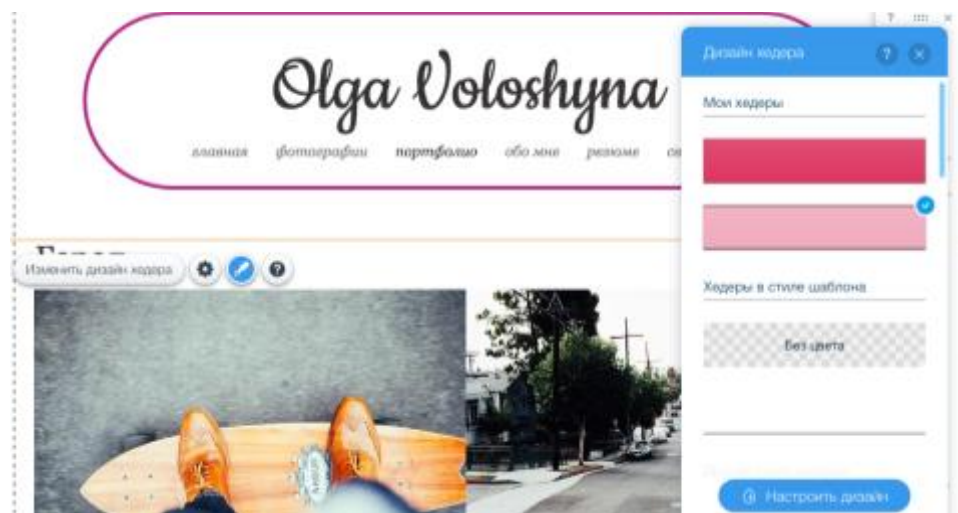 Olga Voloshyna
главная фотографии портфолио обо мне резюме
Дизайн хедера
Мои хедеры
Изменить дизайн хедера
Хедеры в стиле шаблона
Без цвета
Настроить дизайн